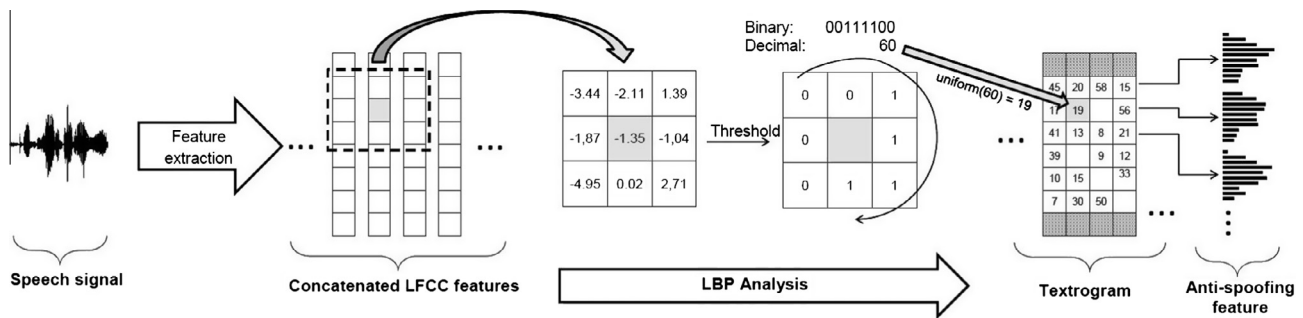 Binary: 00111100
Decimal: 60
uniform(60) = 19
Feature
extraction
...
...
-3.44 -2.11 1.39
-1,87 -1.35 -1,04
-4.95 0.02 2,71
Threshold
0 0 1
0 1
0 1 1
...
45 20 58 15
17 19 56
41 13 8 21
39 9 12
10 15 33
7 30 50
...
Speech signal
Concatenated LFCC features
LBP Analysis
Textrogram
Anti-spoofing
feature